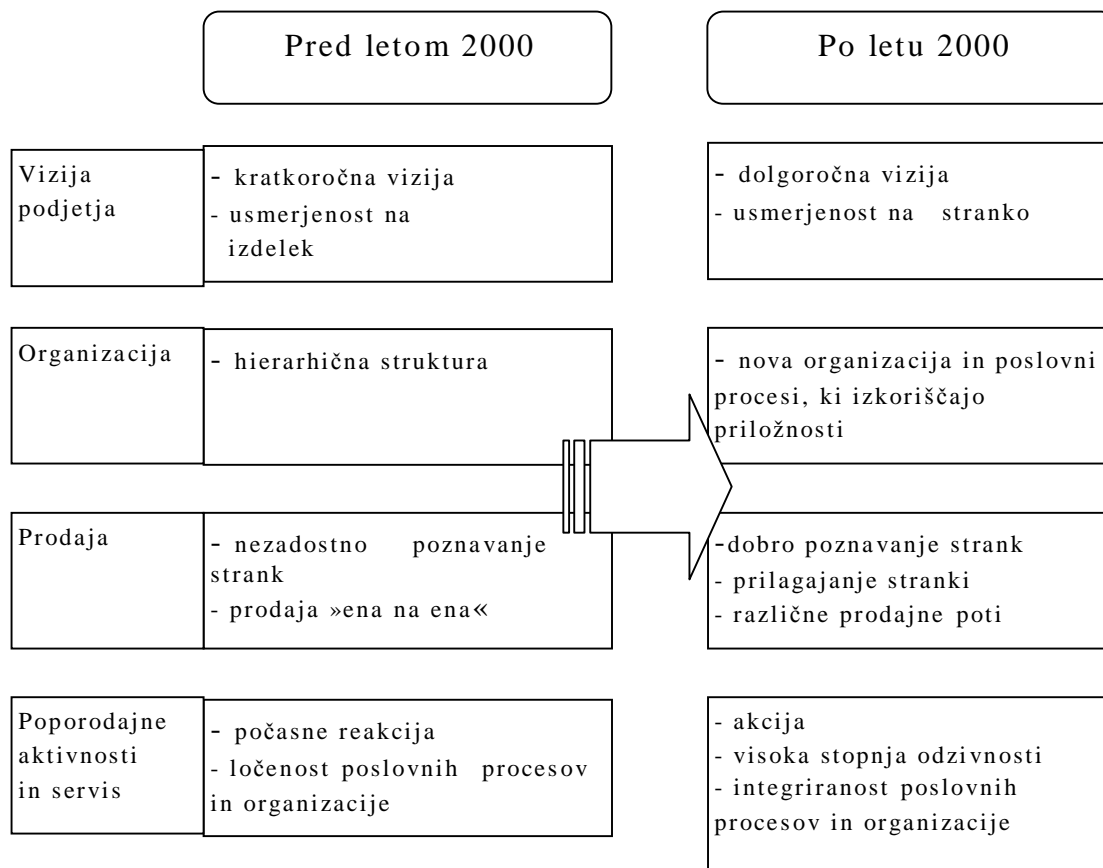 Pred letom 2000
Po letu 2000
Vizija
podjetja
- kratkoročna vizija
- usmerjenost na
izdelek
- dolgoročna vizija
- usmerjenost na stranko
Organizacija
- hierarhična struktura
- nova organizacija in poslovni
procesi, ki izkoriščajo
priložnosti
Prodaja
- nezadostno poznavanje
strank
- prodaja »ena na ena«
-dobro poznavanje strank
- prilagajanje stranki
- različne prodajne poti
Poporodajne
aktivnosti
in servis
- počasne reakcija
- ločenost poslovnih procesov
in organizacije
- akcija
- visoka stopnja odzivnosti
- integriranost poslovnih
procesov in organizacije